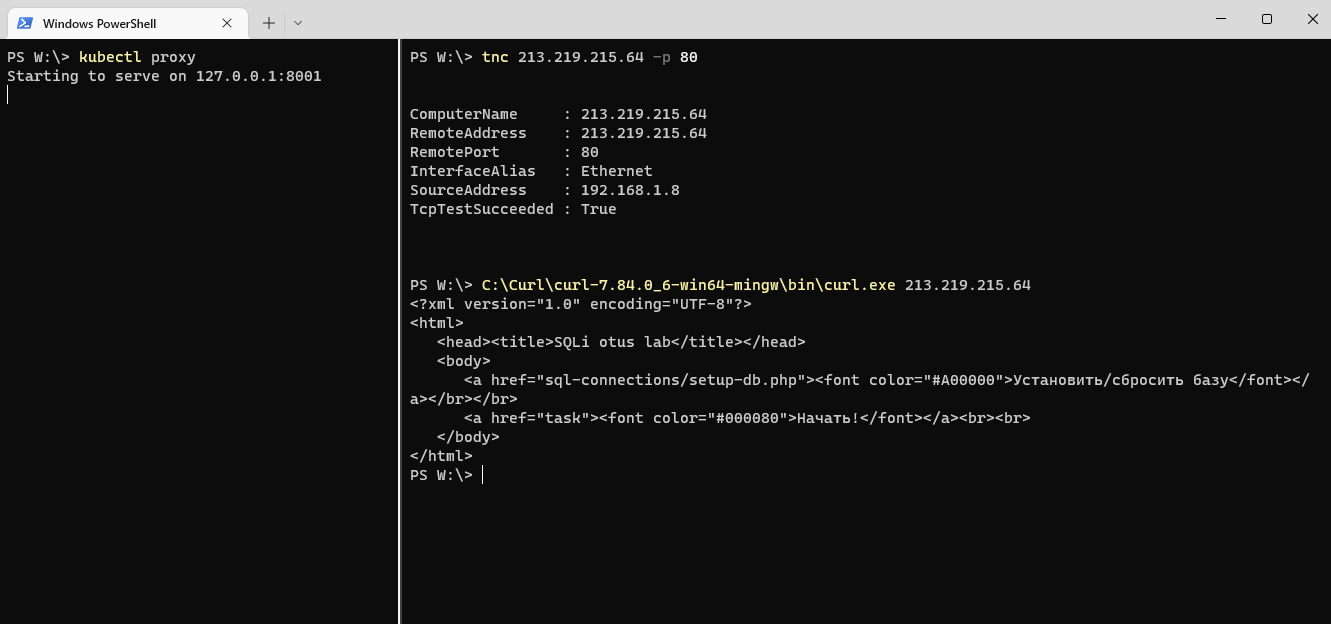 Windows PowerShell
PS W:\> kubectl proxy
Starting to serve on 127.0.0.1:8001
PS W:\> tnc 213.219.215.64 -p 80
ComputerName     : 213.219.215.64
RemoteAddress    : 213.219.215.64
RemotePort       : 80
InterfaceAlias   : Ethernet
SourceAddress    : 192.168.1.8
TcpTestSucceeded : True
PS W:\> C:\Curl\curl-7.84.0_6-win64-mingw\bin\curl.exe 213.219.215.64
<?xml version="1.0" encoding="UTF-8"?>
<html>
   <head><title>SQLi otus lab</title></head>
   <body>
      <a href="sql-connections/setup-db.php"><font color="#A00000">Установить/сбросить базу</font></
a></br></br>
      <a href="task"><font color="#000080">Начать!</font></a><br><br>
   </body>
</html>
PS W:\>